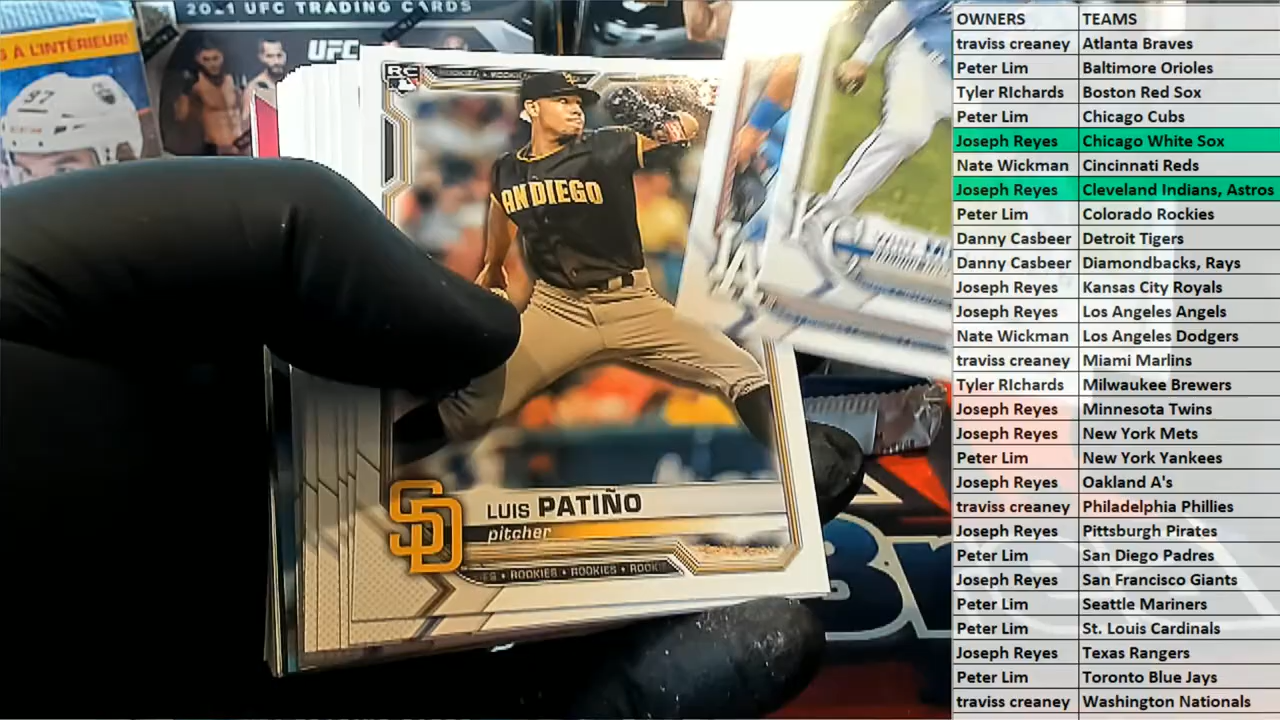 2021 UFC TRADING CARDS
S À L'INTÉRIEUR!
UFC
97
RC
SAN DIEGO
SD
LUIS PATIÑO
pitcher
ES • ROOKIES • ROOKIES • ROOK
OWNERS TEAMS
traviss creaney Atlanta Braves
Peter Lim Baltimore Orioles
Tyler RIchards Boston Red Sox
Peter Lim Chicago Cubs
Joseph Reyes Chicago White Sox
Nate Wickman Cincinnati Reds
Joseph Reyes Cleveland Indians, Astros
Peter Lim Colorado Rockies
Danny Casbeer Detroit Tigers
Danny Casbeer Diamondbacks, Rays
Joseph Reyes Kansas City Royals
Joseph Reyes Los Angeles Angels
Nate Wickman Los Angeles Dodgers
traviss creaney Miami Marlins
Tyler RIchards Milwaukee Brewers
Joseph Reyes Minnesota Twins
Joseph Reyes New York Mets
Peter Lim New York Yankees
Joseph Reyes Oakland A's
traviss creaney Philadelphia Phillies
Joseph Reyes Pittsburgh Pirates
Peter Lim San Diego Padres
Joseph Reyes San Francisco Giants
Peter Lim Seattle Mariners
Peter Lim St. Louis Cardinals
Joseph Reyes Texas Rangers
Peter Lim Toronto Blue Jays
traviss creaney Washington Nationals